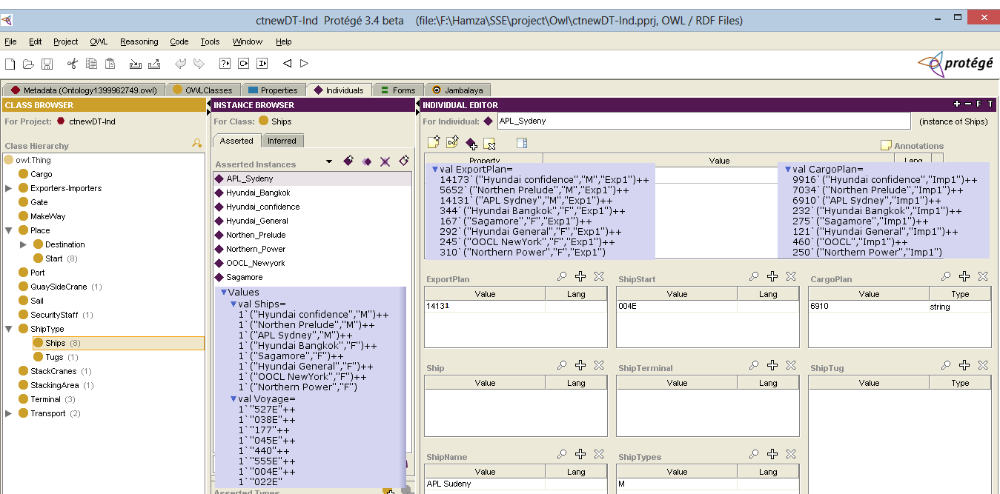 ctnewDT-Ind Protégé 3.4 beta (file:\F:\Hamza\SSE\project\Owl\ctnewDT-Ind.pprj, OWL / RDF Files)
File Edit Project OWL Reasoning Code Tools Window Help
protégé
Metadata (Ontology1399962749.owl) OWLClasses Properties Individuals Forms Jambalaya
CLASS BROWSER
For Project: ctnewDT-Ind
Class Hierarchy
owl:Thing
Cargo
Exporters-Importers
Gate
MakeWay
Place
Destination
Start (8)
Port
QuaySideCrane (1)
Sail
SecurityStaff (1)
ShipType
Ships (8)
Tugs (1)
StackCranes (1)
StackingArea (1)
Terminal (3)
Transport (2)
INSTANCE BROWSER
For Class: Ships
Asserted Inferred
Asserted Instances
APL_Sydeny
Hyundai_Bangkok
Hyundai_confidence
Hyundai_General
Northen_Prelude
Northern_Power
OOCL_Newyork
Sagamore
Values
val Ships=
1`("Hyundai confidence","M")++
1`("Northen Prelude","M")++
1`("APL Sydney","M")++
1`("Hyundai Bangkok","F")++
1`("Sagamore","F")++
1`("Hyundai General","F")++
1`("OOCL NewYork","F")++
1`("Northern Power","F")
val Voyage=
1`"527E"++
1`"038E"++
1`"177"++
1`"045E"++
1`"440"++
1`"555E"++
1`"004E"++
1`"022E"
Asserted Types
INDIVIDUAL EDITOR + − F T
For Individual: APL_Sydeny (instance of Ships)
Annotations
Property Value Lang
val ExportPlan=
14173`("Hyundai confidence","M","Exp1")++
5652`("Northen Prelude","M","Exp1")++
14131`("APL Sydney","M","Exp1")++
344`("Hyundai Bangkok","F","Exp1")++
167`("Sagamore","F","Exp1")++
292`("Hyundai General","F","Exp1")++
245`("OOCL NewYork","F","Exp1")++
310`("Northern Power","F","Exp1")
val CargoPlan=
9916`("Hyundai confidence","Imp1")++
7034`("Northen Prelude","Imp1")++
6910`("APL Sydney","Imp1")++
232`("Hyundai Bangkok","Imp1")++
275`("Sagamore","Imp1")++
121`("Hyundai General","Imp1")++
460`("OOCL","Imp1")++
250`("Northern Power","Imp1")
ExportPlan
Value Lang
14131
ShipStart
Value Lang
004E
CargoPlan
Value Type
6910 string
Ship
Value Lang
ShipTerminal
Value Lang
ShipTug
Value Type
ShipName
Value Lang
APL Sudeny
ShipTypes
Value Lang
M